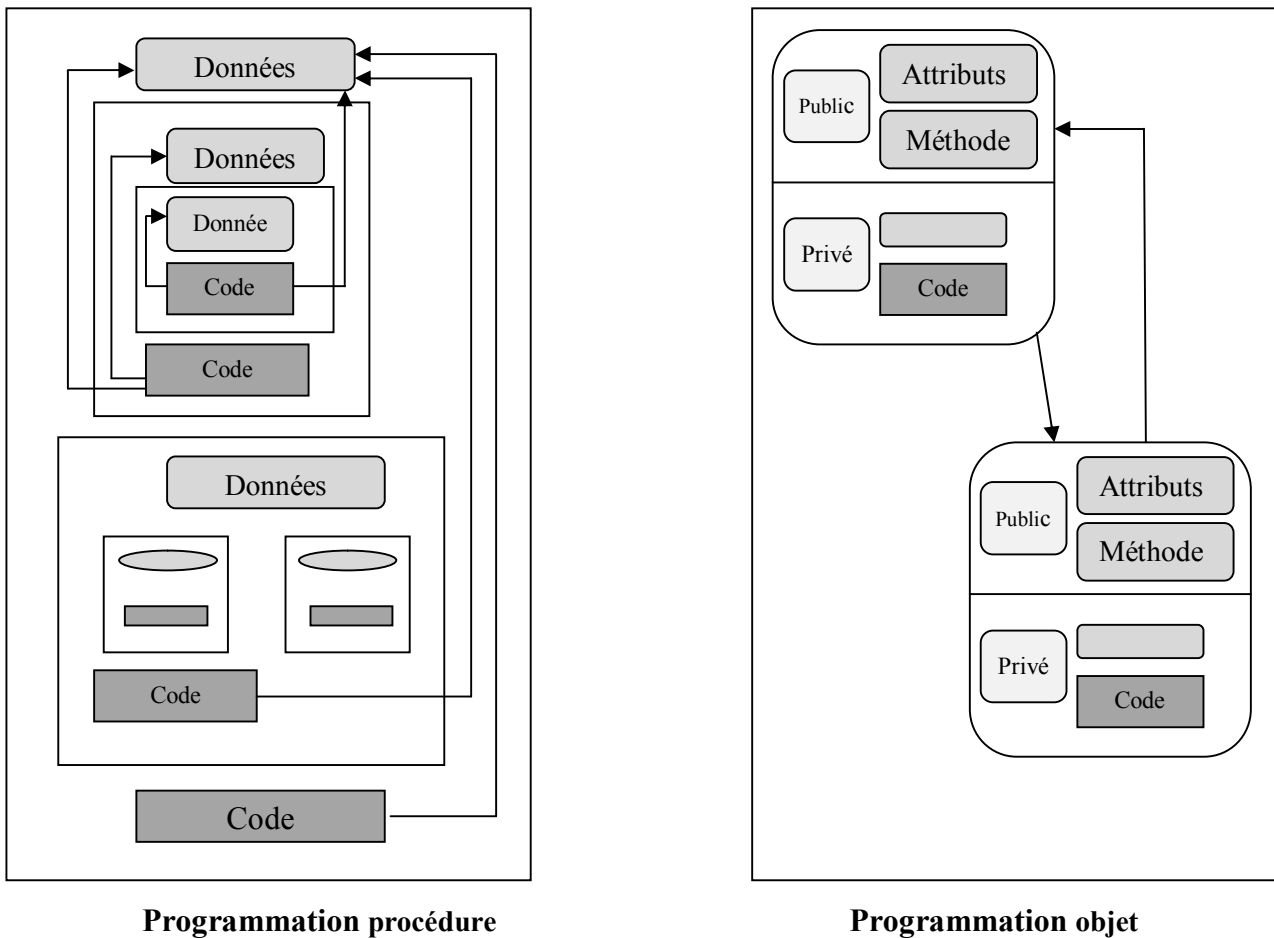 Données
Données
Donnée
Code
Code
Données
Code
Code
Programmation procédure
Public
Attributs
Méthode
Privé
Code
Public
Attributs
Méthode
Privé
Code
Programmation objet